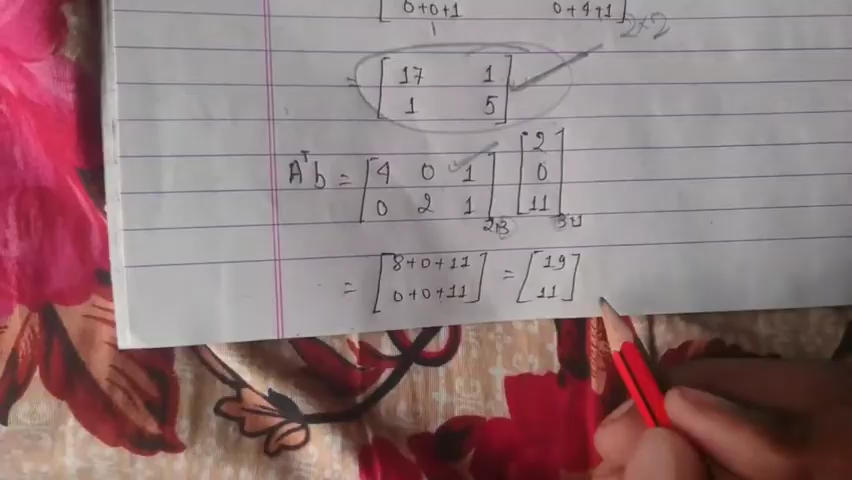 0+0+1 0+4+1
2×2
= [ 17 1
1 5 ]
Aᵀb = [ 4 0 1
0 2 1 ]2×3 [ 2
0
11 ]3×1
= [ 8+0+11
0+0+11 ] = [ 19
11 ]